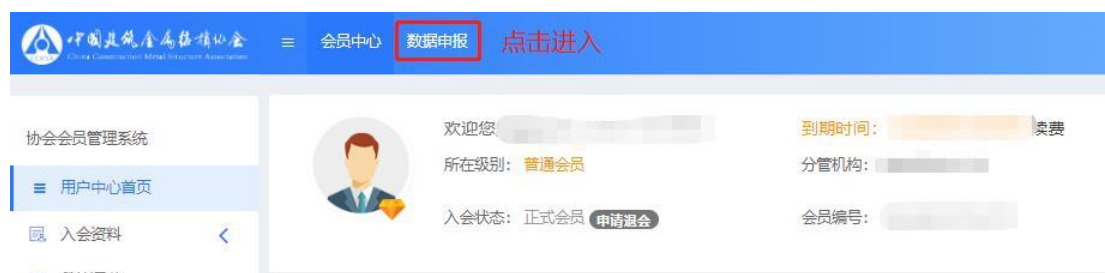 中国建筑金属结构协会
China Construction Metal Structure Association
会员中心
数据申报
点击进入
协会会员管理系统
欢迎您
到期时间：
卖费
所在级别：普通会员
分管机构：
用户中心首页
入会状态：正式会员 申请退会
会员编号：
入会资料